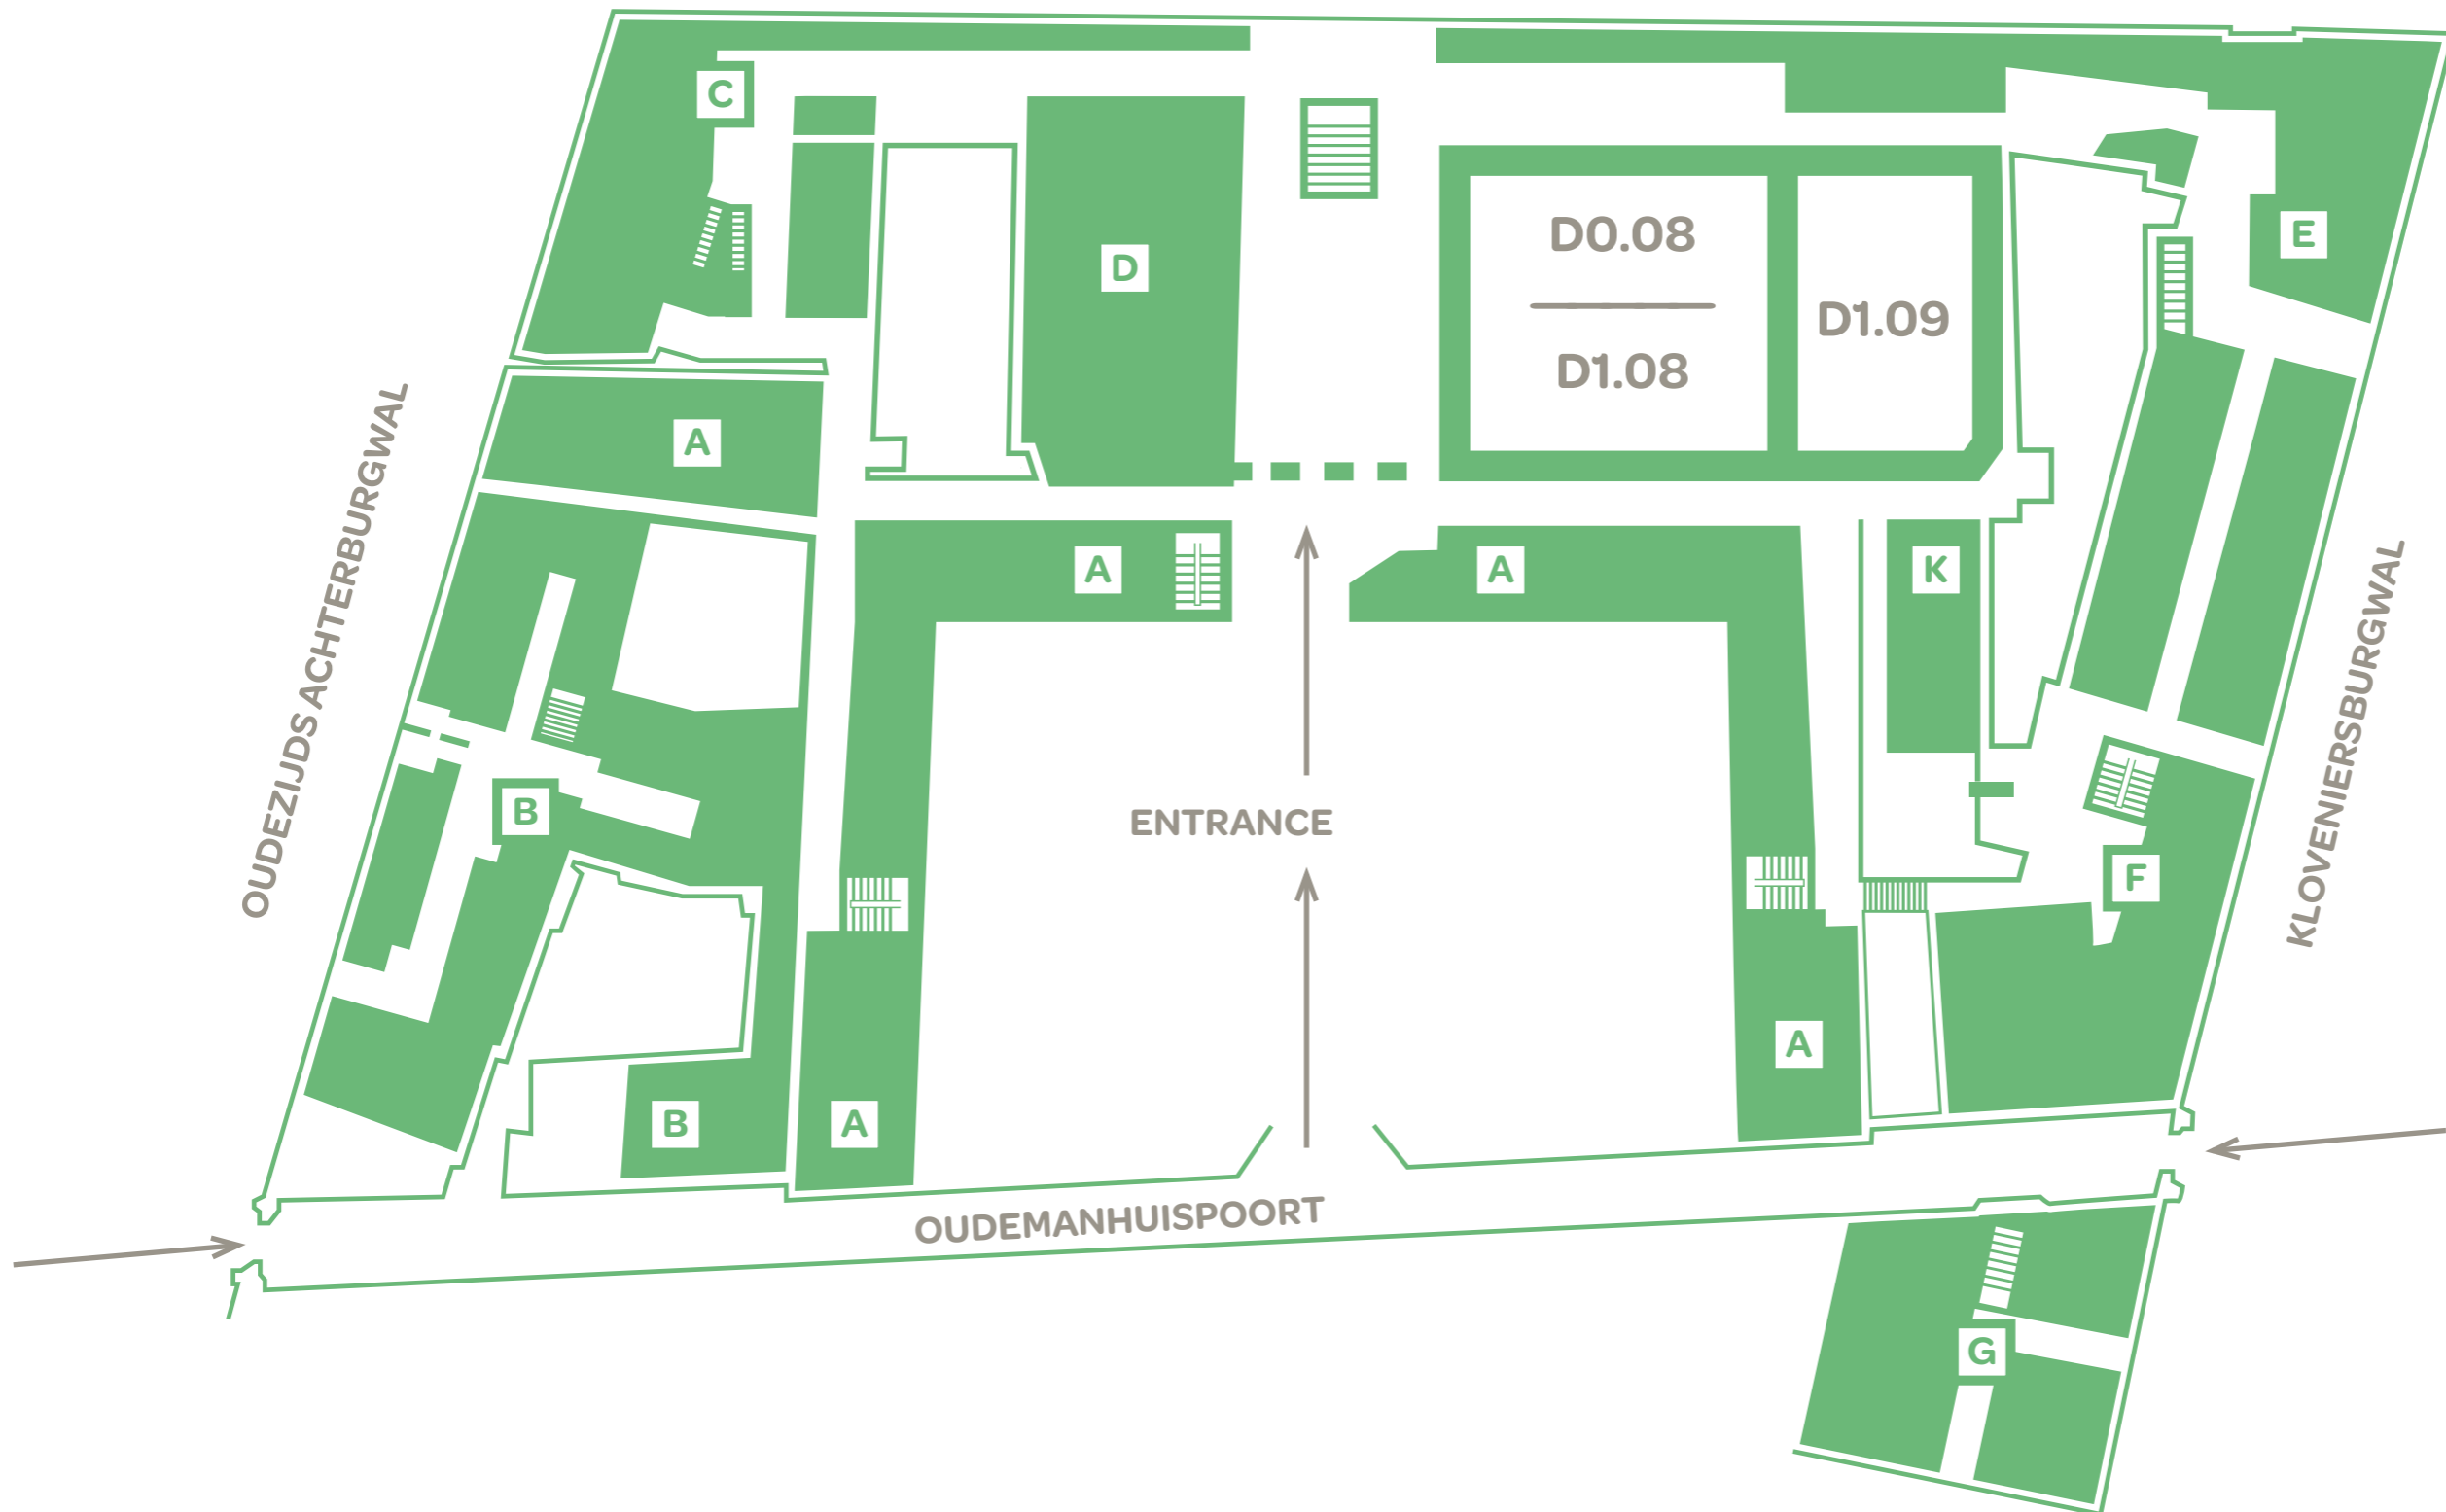 C
D
D0.08
D1.09
D1.08
E
A
A
A
K
OUDEZIJDS ACHTERBURGWAL
KLOVENIERSBURGWAL
B
ENTRANCE
F
A
B
A
OUDEMANHUISPOORT
G